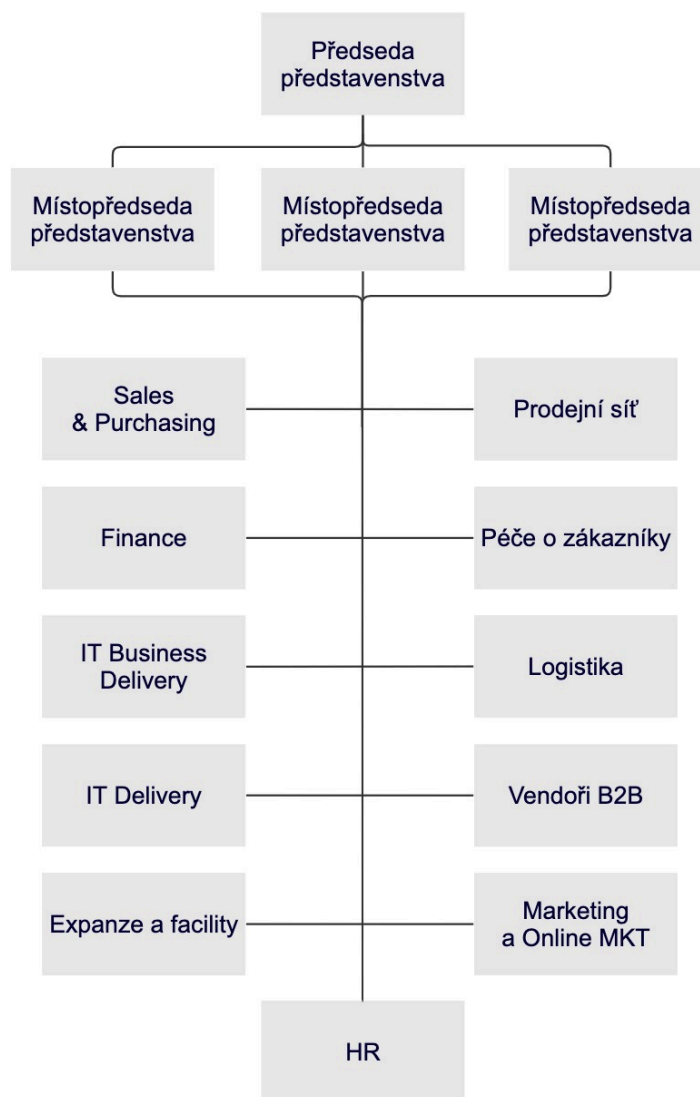 Předseda
představenstva
Místopředseda
představenstva
Místopředseda
představenstva
Místopředseda
představenstva
Sales
& Purchasing
Prodejní síť
Finance
Péče o zákazníky
IT Business
Delivery
Logistika
IT Delivery
Vendoři B2B
Expanze a facility
Marketing
a Online MKT
HR